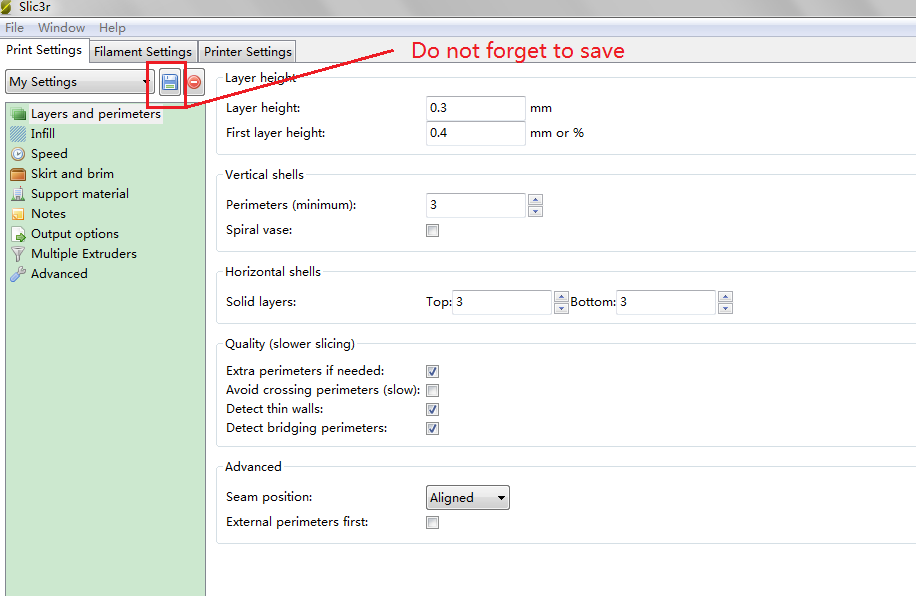 Slic3r
File Window Help
Print Settings Filament Settings Printer Settings
Do not forget to save
My Settings
Layers and perimeters
Infill
Speed
Skirt and brim
Support material
Notes
Output options
Multiple Extruders
Advanced
Layer height
Layer height: 0.3 mm
First layer height: 0.4 mm or %
Vertical shells
Perimeters (minimum): 3
Spiral vase:
Horizontal shells
Solid layers: Top: 3 Bottom: 3
Quality (slower slicing)
Extra perimeters if needed:
Avoid crossing perimeters (slow):
Detect thin walls:
Detect bridging perimeters:
Advanced
Seam position: Aligned
External perimeters first: